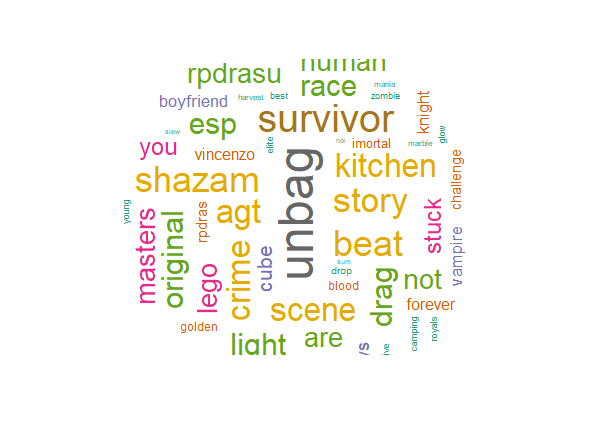 human
rpdrasu
race
mania
boyfriend
harvest
best
zombie
knight
survivor
esp
slow
elite
glow
you
vincenzo
noi
imortal
marble
unbag
kitchen
challenge
shazam
story
young
masters
original
rpdras
agt
stuck
beat
vampire
crime
cube
sum
drop
lego
blood
drag
not
scene
forever
golden
light
are
vs
ive
camping
royals